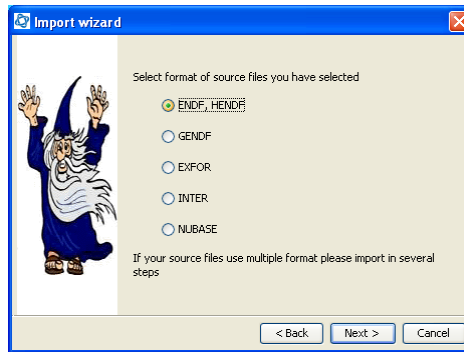 Import wizard
Select format of source files you have selected
ENDF, HENDF
GENDF
EXFOR
INTER
NUBASE
If your source files use multiple format please import in several
steps
< Back Next > Cancel